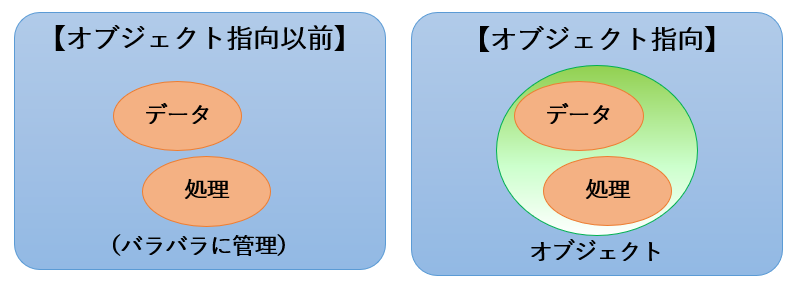 【オブジェクト指向以前】
データ
処理
(バラバラに管理)
【オブジェクト指向】
データ
処理
オブジェクト